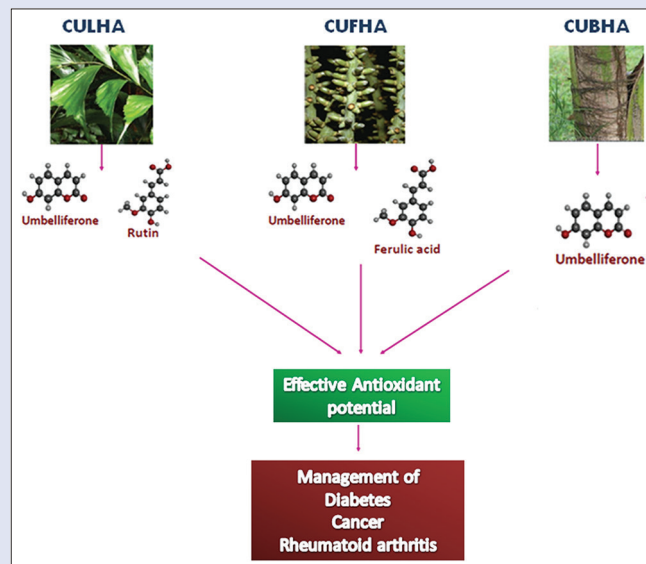 CULHA
CUFHA
CUBHA
Umbelliferone
Rutin
Umbelliferone
Ferulic acid
Umbelliferone
Effective Antioxidant
potential
Management of
Diabetes
Cancer
Rheumatoid arthritis